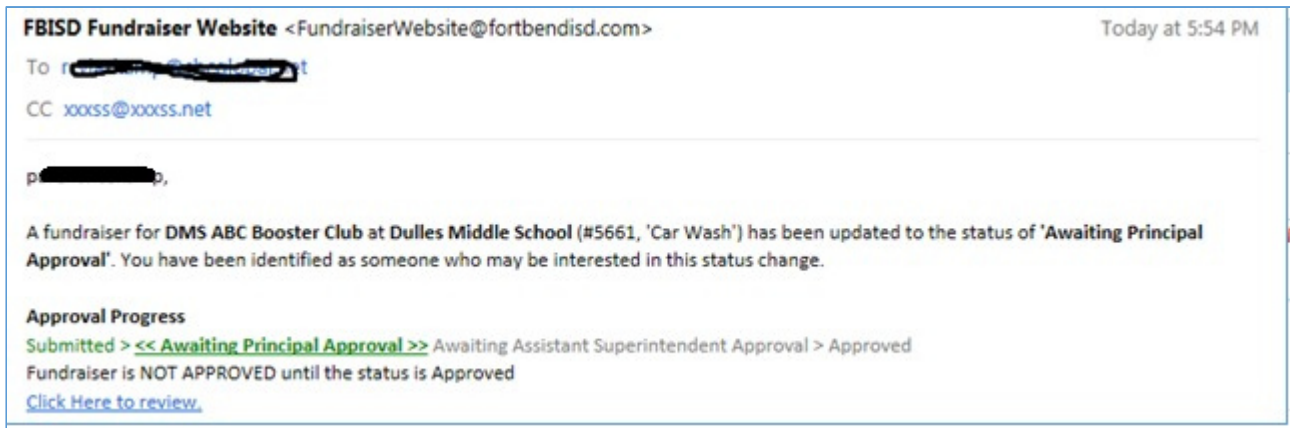 FBISD Fundraiser Website <FundraiserWebsite@fortbendisd.com> Today at 5:54 PM
To
CC xxxss@xxxss.net
A fundraiser for DMS ABC Booster Club at Dulles Middle School (#5661, 'Car Wash') has been updated to the status of 'Awaiting Principal
Approval'. You have been identified as someone who may be interested in this status change.
Approval Progress
Submitted > << Awaiting Principal Approval >> Awaiting Assistant Superintendent Approval > Approved
Fundraiser is NOT APPROVED until the status is Approved
Click Here to review.